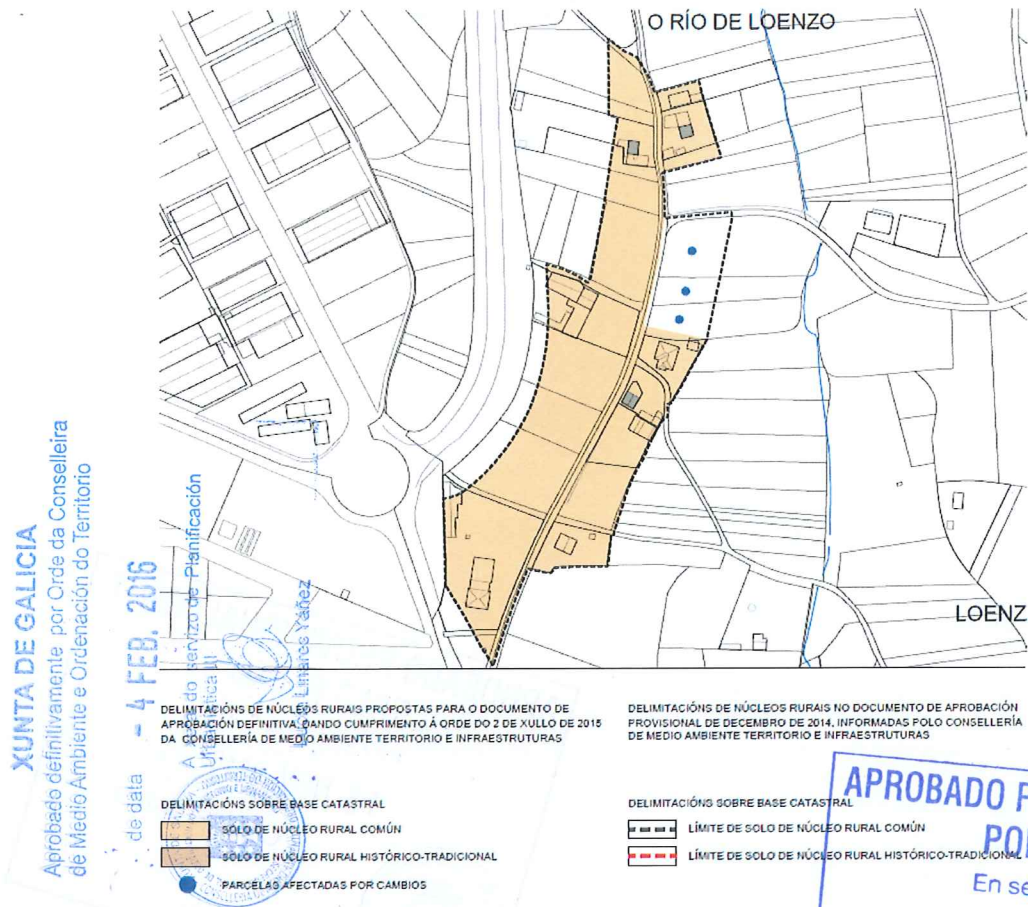 O RÍO DE LOENZO
LOENZ
XUNTA DE GALICIA
Aprobado definitivamente por Orde da Conselleira
de Medio Ambiente e Ordenación do Territorio
de data - 4 FEB. 2016
do servizo de Planificación
Urbanística III
Linares Yáñez
DELIMITACIÓNS DE NÚCLEOS RURAIS PROPOSTAS PARA O DOCUMENTO DE
APROBACIÓN DEFINITIVA, DANDO CUMPRIMENTO Á ORDE DO 2 DE XULLO DE 2015
DA CONSELLERÍA DE MEDIO AMBIENTE TERRITORIO E INFRAESTRUTURAS
DELIMITACIÓNS SOBRE BASE CATASTRAL
SOLO DE NÚCLEO RURAL COMÚN
SOLO DE NÚCLEO RURAL HISTÓRICO-TRADICIONAL
PARCELAS AFECTADAS POR CAMBIOS
DELIMITACIÓNS DE NÚCLEOS RURAIS NO DOCUMENTO DE APROBACIÓN
PROVISIONAL DE DECEMBRO DE 2014, INFORMADAS POLO CONSELLERÍA
DE MEDIO AMBIENTE TERRITORIO E INFRAESTRUTURAS
DELIMITACIÓNS SOBRE BASE CATASTRAL
LÍMITE DE SOLO DE NÚCLEO RURAL COMÚN
LÍMITE DE SOLO DE NÚCLEO RURAL HISTÓRICO-TRADICIONAL
APROBADO P
PO
En se